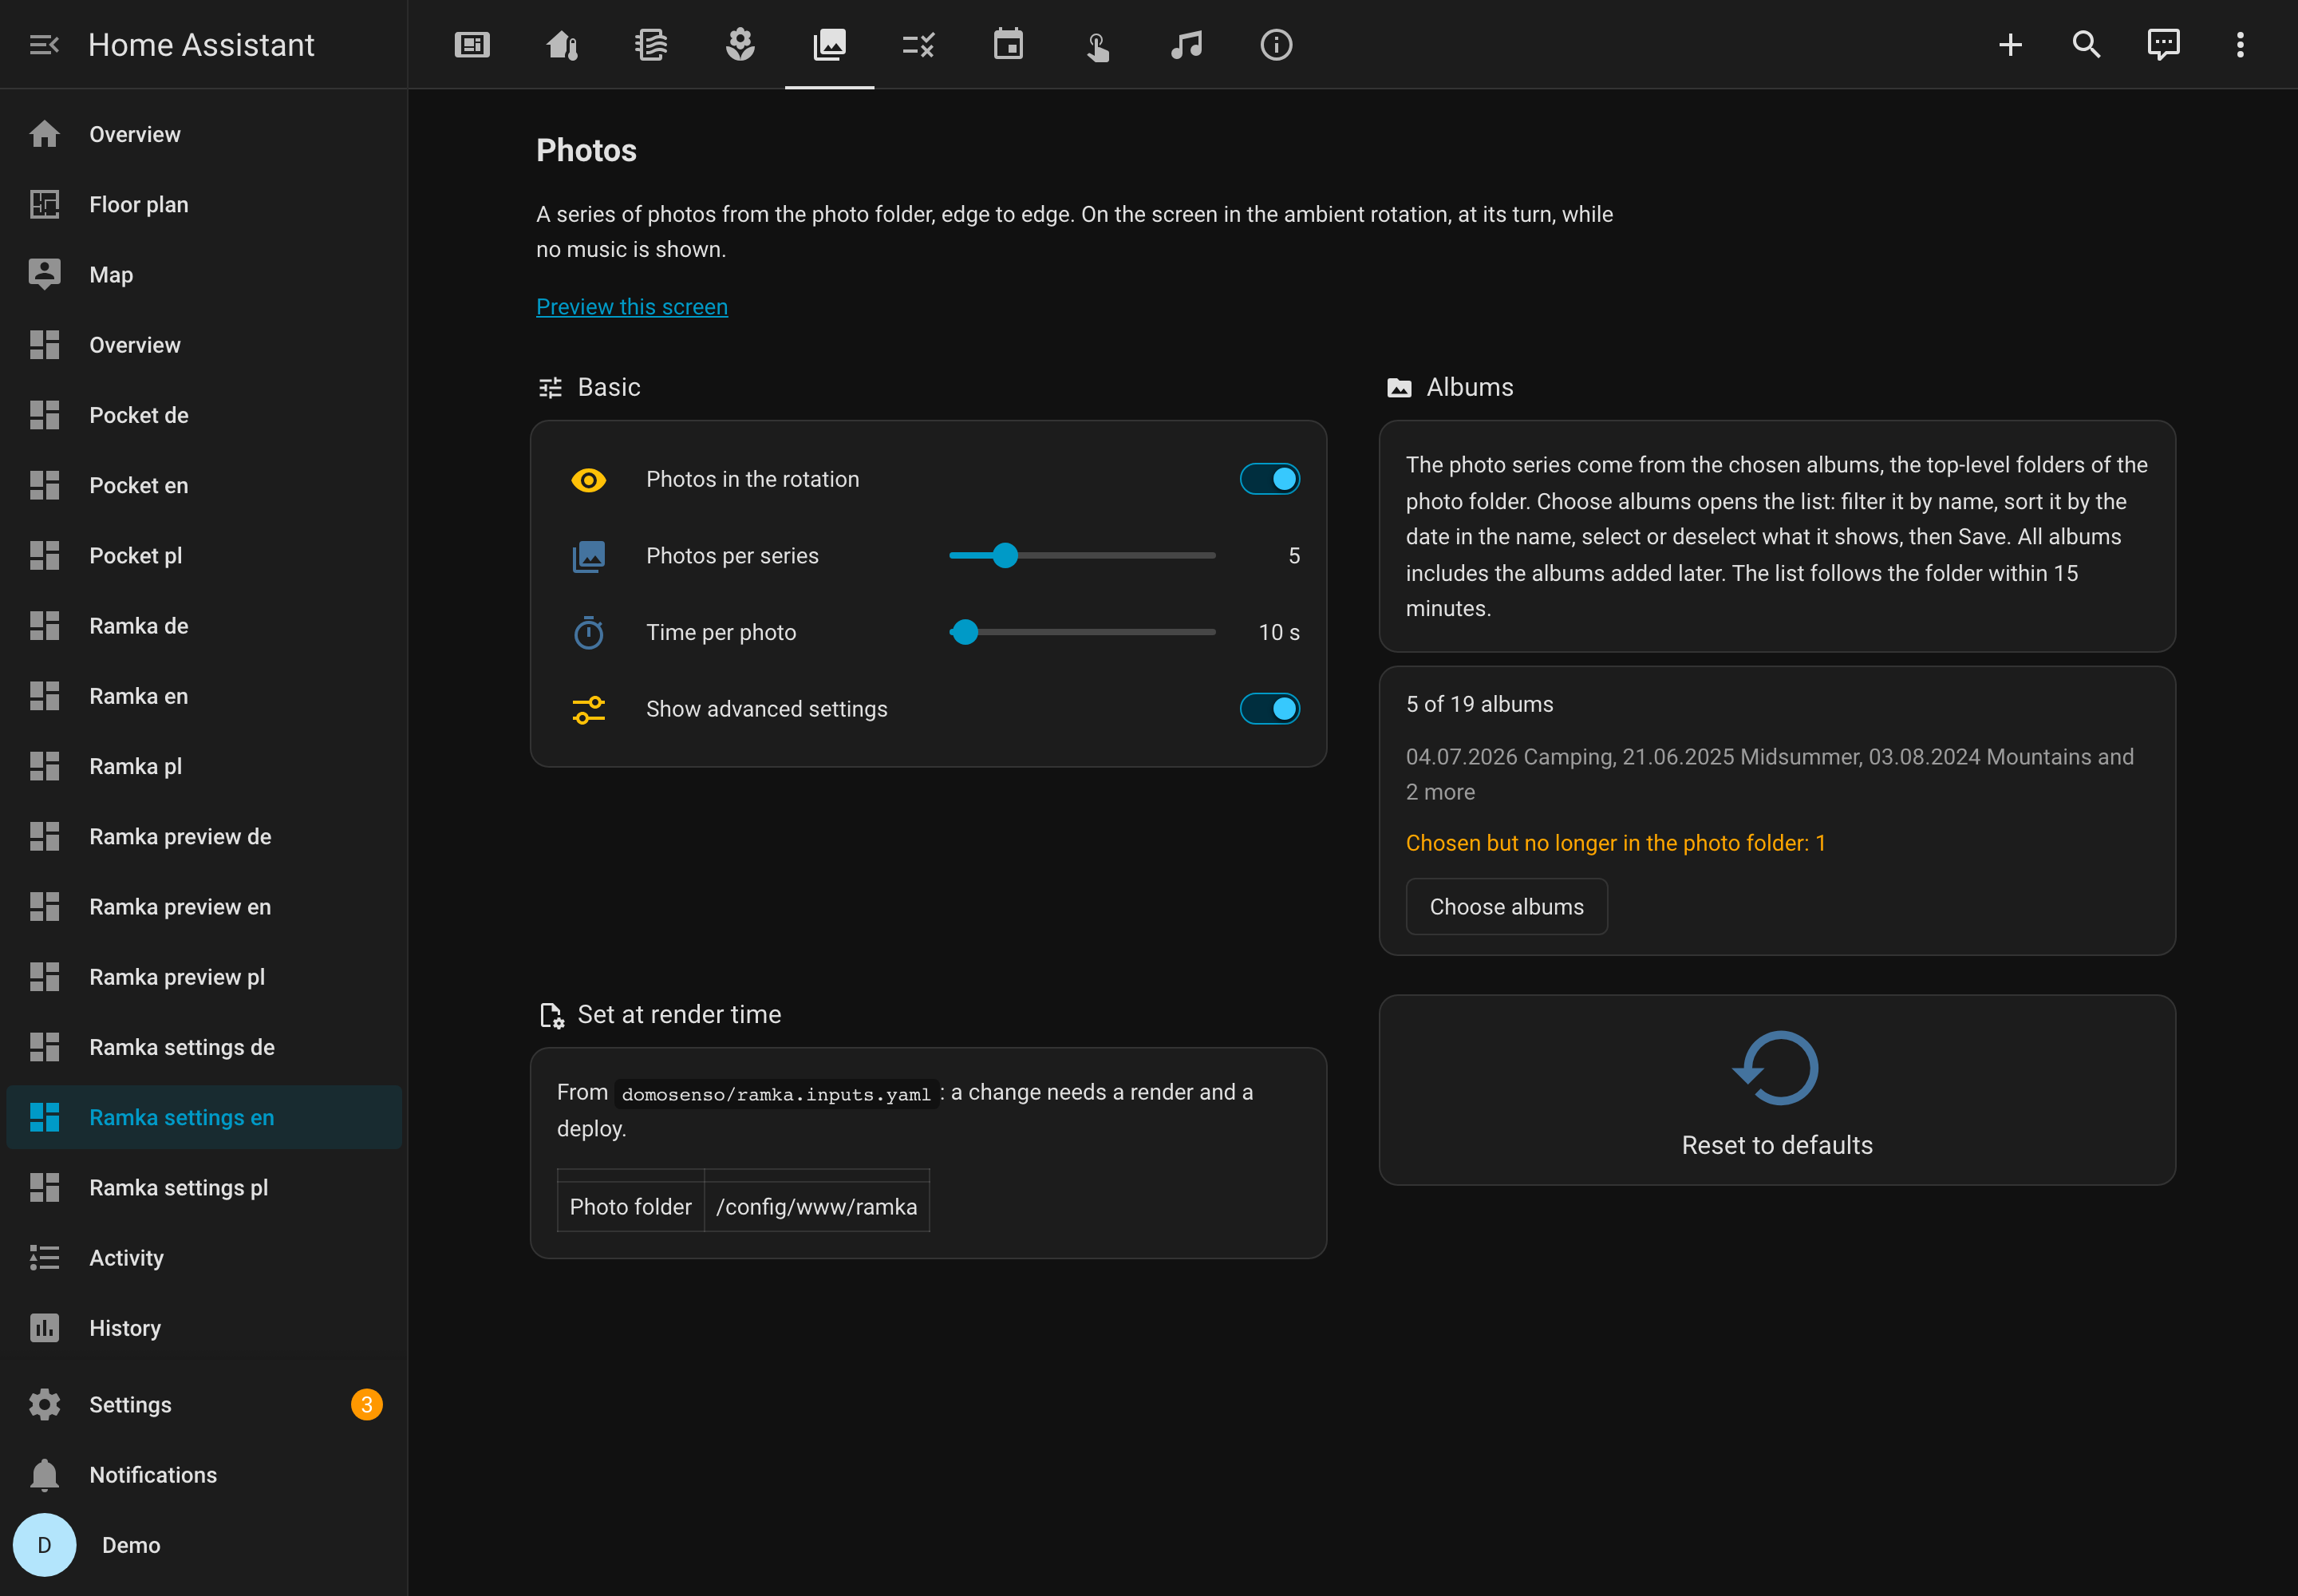 Home Assistant
Overview
Floor plan
Map
Overview
Pocket de
Pocket en
Pocket pl
Ramka de
Ramka en
Ramka pl
Ramka preview de
Ramka preview en
Ramka preview pl
Ramka settings de
Ramka settings en
Ramka settings pl
Activity
History
Settings
3
Notifications
D
Demo
Photos
A series of photos from the photo folder, edge to edge. On the screen in the ambient rotation, at its turn, while
no music is shown.
Preview this screen
Basic
Photos in the rotation
Photos per series
5
Time per photo
10 s
Show advanced settings
Albums
The photo series come from the chosen albums, the top-level folders of the
photo folder. Choose albums opens the list: filter it by name, sort it by the
date in the name, select or deselect what it shows, then Save. All albums
includes the albums added later. The list follows the folder within 15
minutes.
5 of 19 albums
04.07.2026 Camping, 21.06.2025 Midsummer, 03.08.2024 Mountains and
2 more
Chosen but no longer in the photo folder: 1
Choose albums
Set at render time
From domosenso/ramka.inputs.yaml: a change needs a render and a
deploy.
Photo folder
/config/www/ramka
Reset to defaults